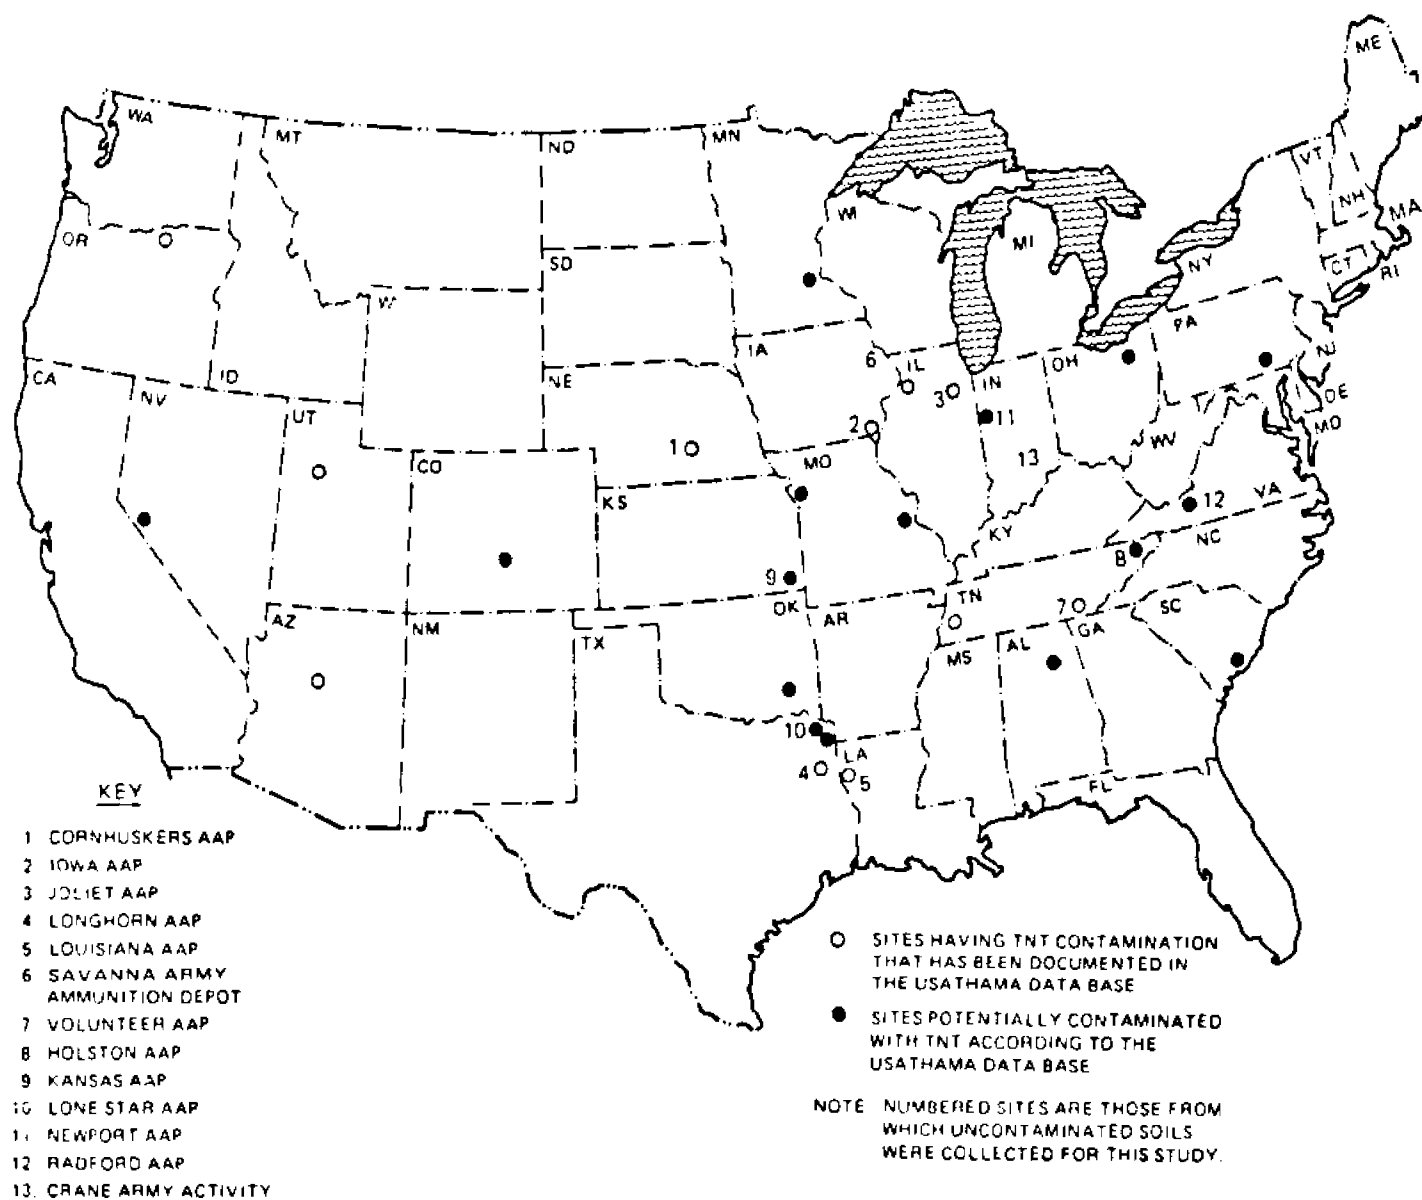 ME
WA
MT
ND
MN
VT
NH
MA
WI
OR
MI
SD
NY
CT
RI
W
PA
IA
NJ
6
IL
OH
CA
ID
NE
IN
3
NV
DE
UT
11
MD
2
WV
1
CO
MO
13
KS
12
VA
KY
NC
8
9
OK
TN
7
SC
AZ
NM
AR
GA
TX
MS
AL
10
LA
4
5
FL
KEY
1 CORNHUSKERS AAP
2 IOWA AAP
3 JOLIET AAP
4 LONGHORN AAP
5 LOUISIANA AAP
6 SAVANNA ARMY
AMMUNITION DEPOT
7 VOLUNTEER AAP
8 HOLSTON AAP
9 KANSAS AAP
10 LONE STAR AAP
11 NEWPORT AAP
12 RADFORD AAP
13. CRANE ARMY ACTIVITY
SITES HAVING TNT CONTAMINATION
THAT HAS BEEN DOCUMENTED IN
THE USATHAMA DATA BASE
SITES POTENTIALLY CONTAMINATED
WITH TNT ACCORDING TO THE
USATHAMA DATA BASE
NOTE NUMBERED SITES ARE THOSE FROM
WHICH UNCONTAMINATED SOILS
WERE COLLECTED FOR THIS STUDY.